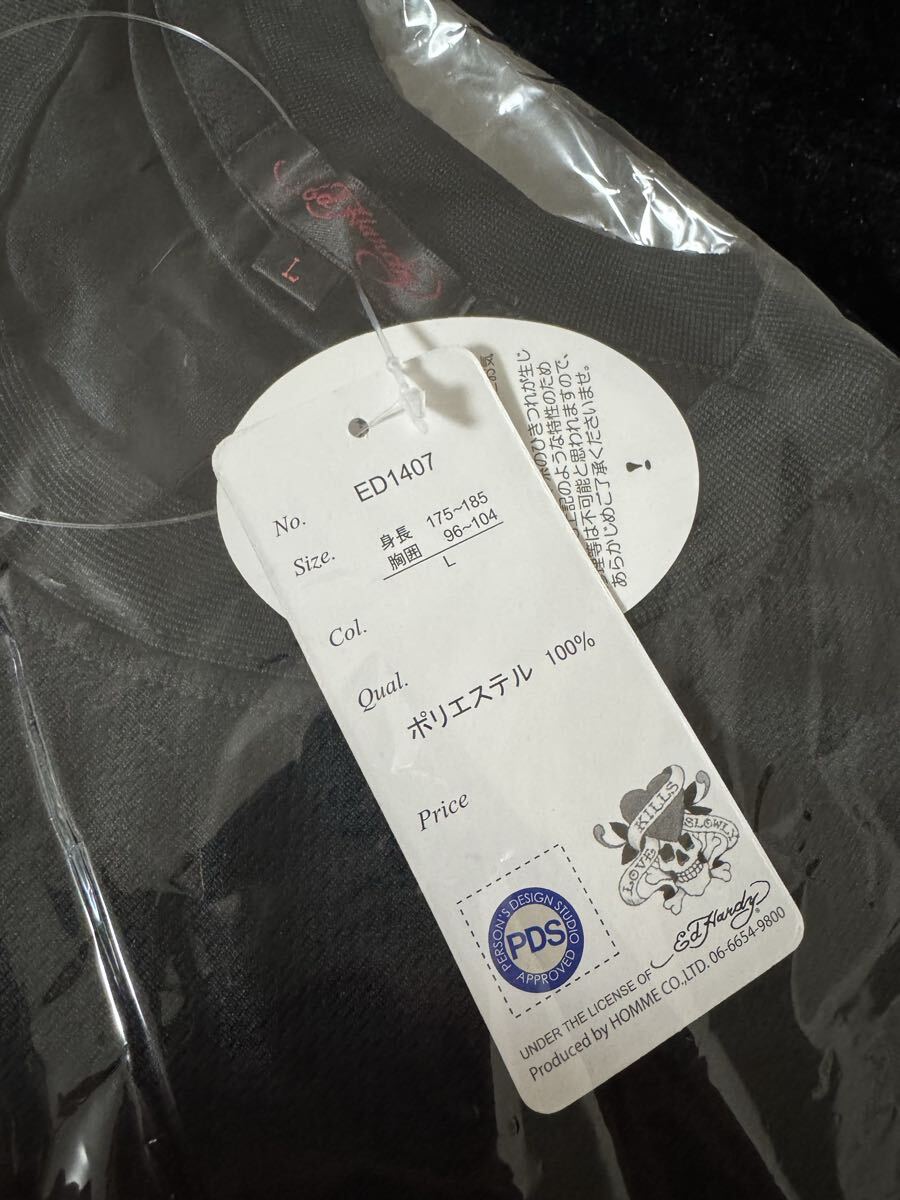 Ed Hardy
L
No. ED1407
Size. 身長 175~185
胸囲 96~104
L
Col.
Qual.
ポリエステル 100%
Price
LOVE KILLS SLOWLY
PERSON'S DESIGN STUDIO
PDS
APPROVED
UNDER THE LICENSE OF Ed Hardy®
Produced by HOMME CO.,LTD. 06-6654-9800
のひきつれが生じ
上記のような特性のため
理等は不可能と思われますので、
あらかじめご了承くださいませ。
!